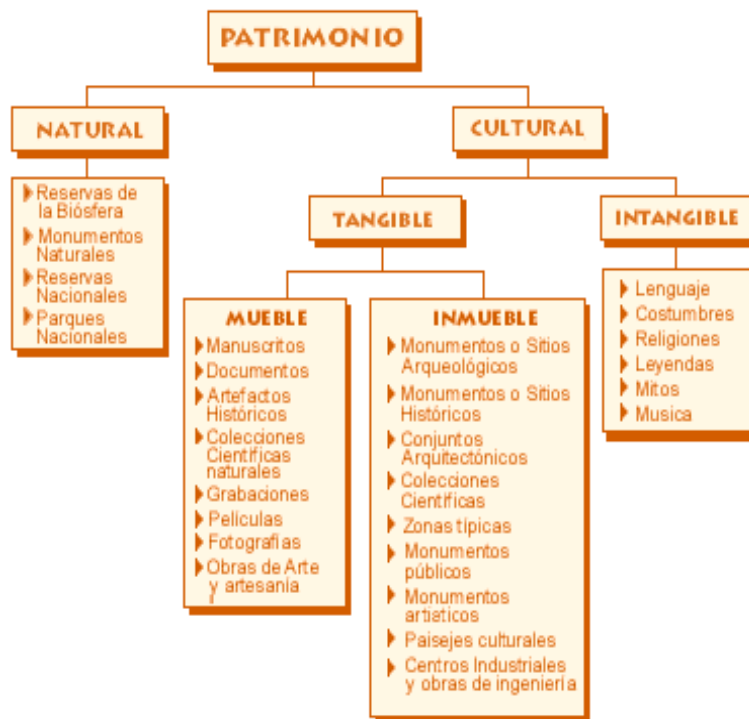 PATRIMONIO
NATURAL
CULTURAL
Reservas de
la Biósfera
Monumentos
Naturales
Reservas
Nacionales
Parques
Nacionales
TANGIBLE
INTANGIBLE
MUEBLE
Manuscritos
Documentos
Artefactos
Históricos
Colecciones
Científicas
naturales
Grabaciones
Películas
Fotografías
Obras de Arte
y artesanía
INMUEBLE
Monumentos o Sitios
Arqueológicos
Monumentos o Sitios
Históricos
Conjuntos
Arquitectónicos
Colecciones
Científicas
Zonas típicas
Monumentos
públicos
Monumentos
artiaticos
Paisejes culturales
Centros Industriales
y obras de ingeniería
Lenguaje
Costumbres
Religiones
Leyendas
Mitos
Musica